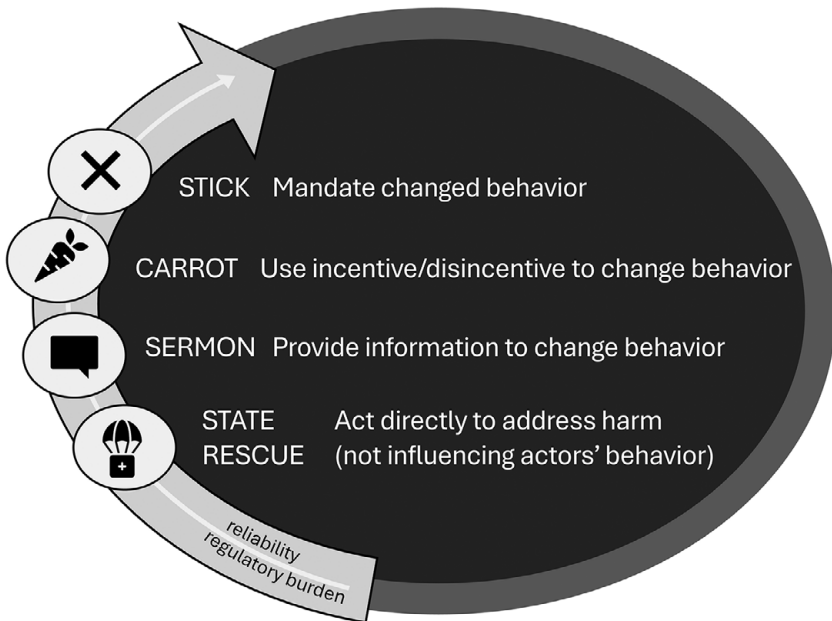 STICK Mandate changed behavior
CARROT Use incentive/disincentive to change behavior
SERMON Provide information to change behavior
STATE Act directly to address harm
RESCUE (not influencing actors' behavior)
reliability
regulatory burden